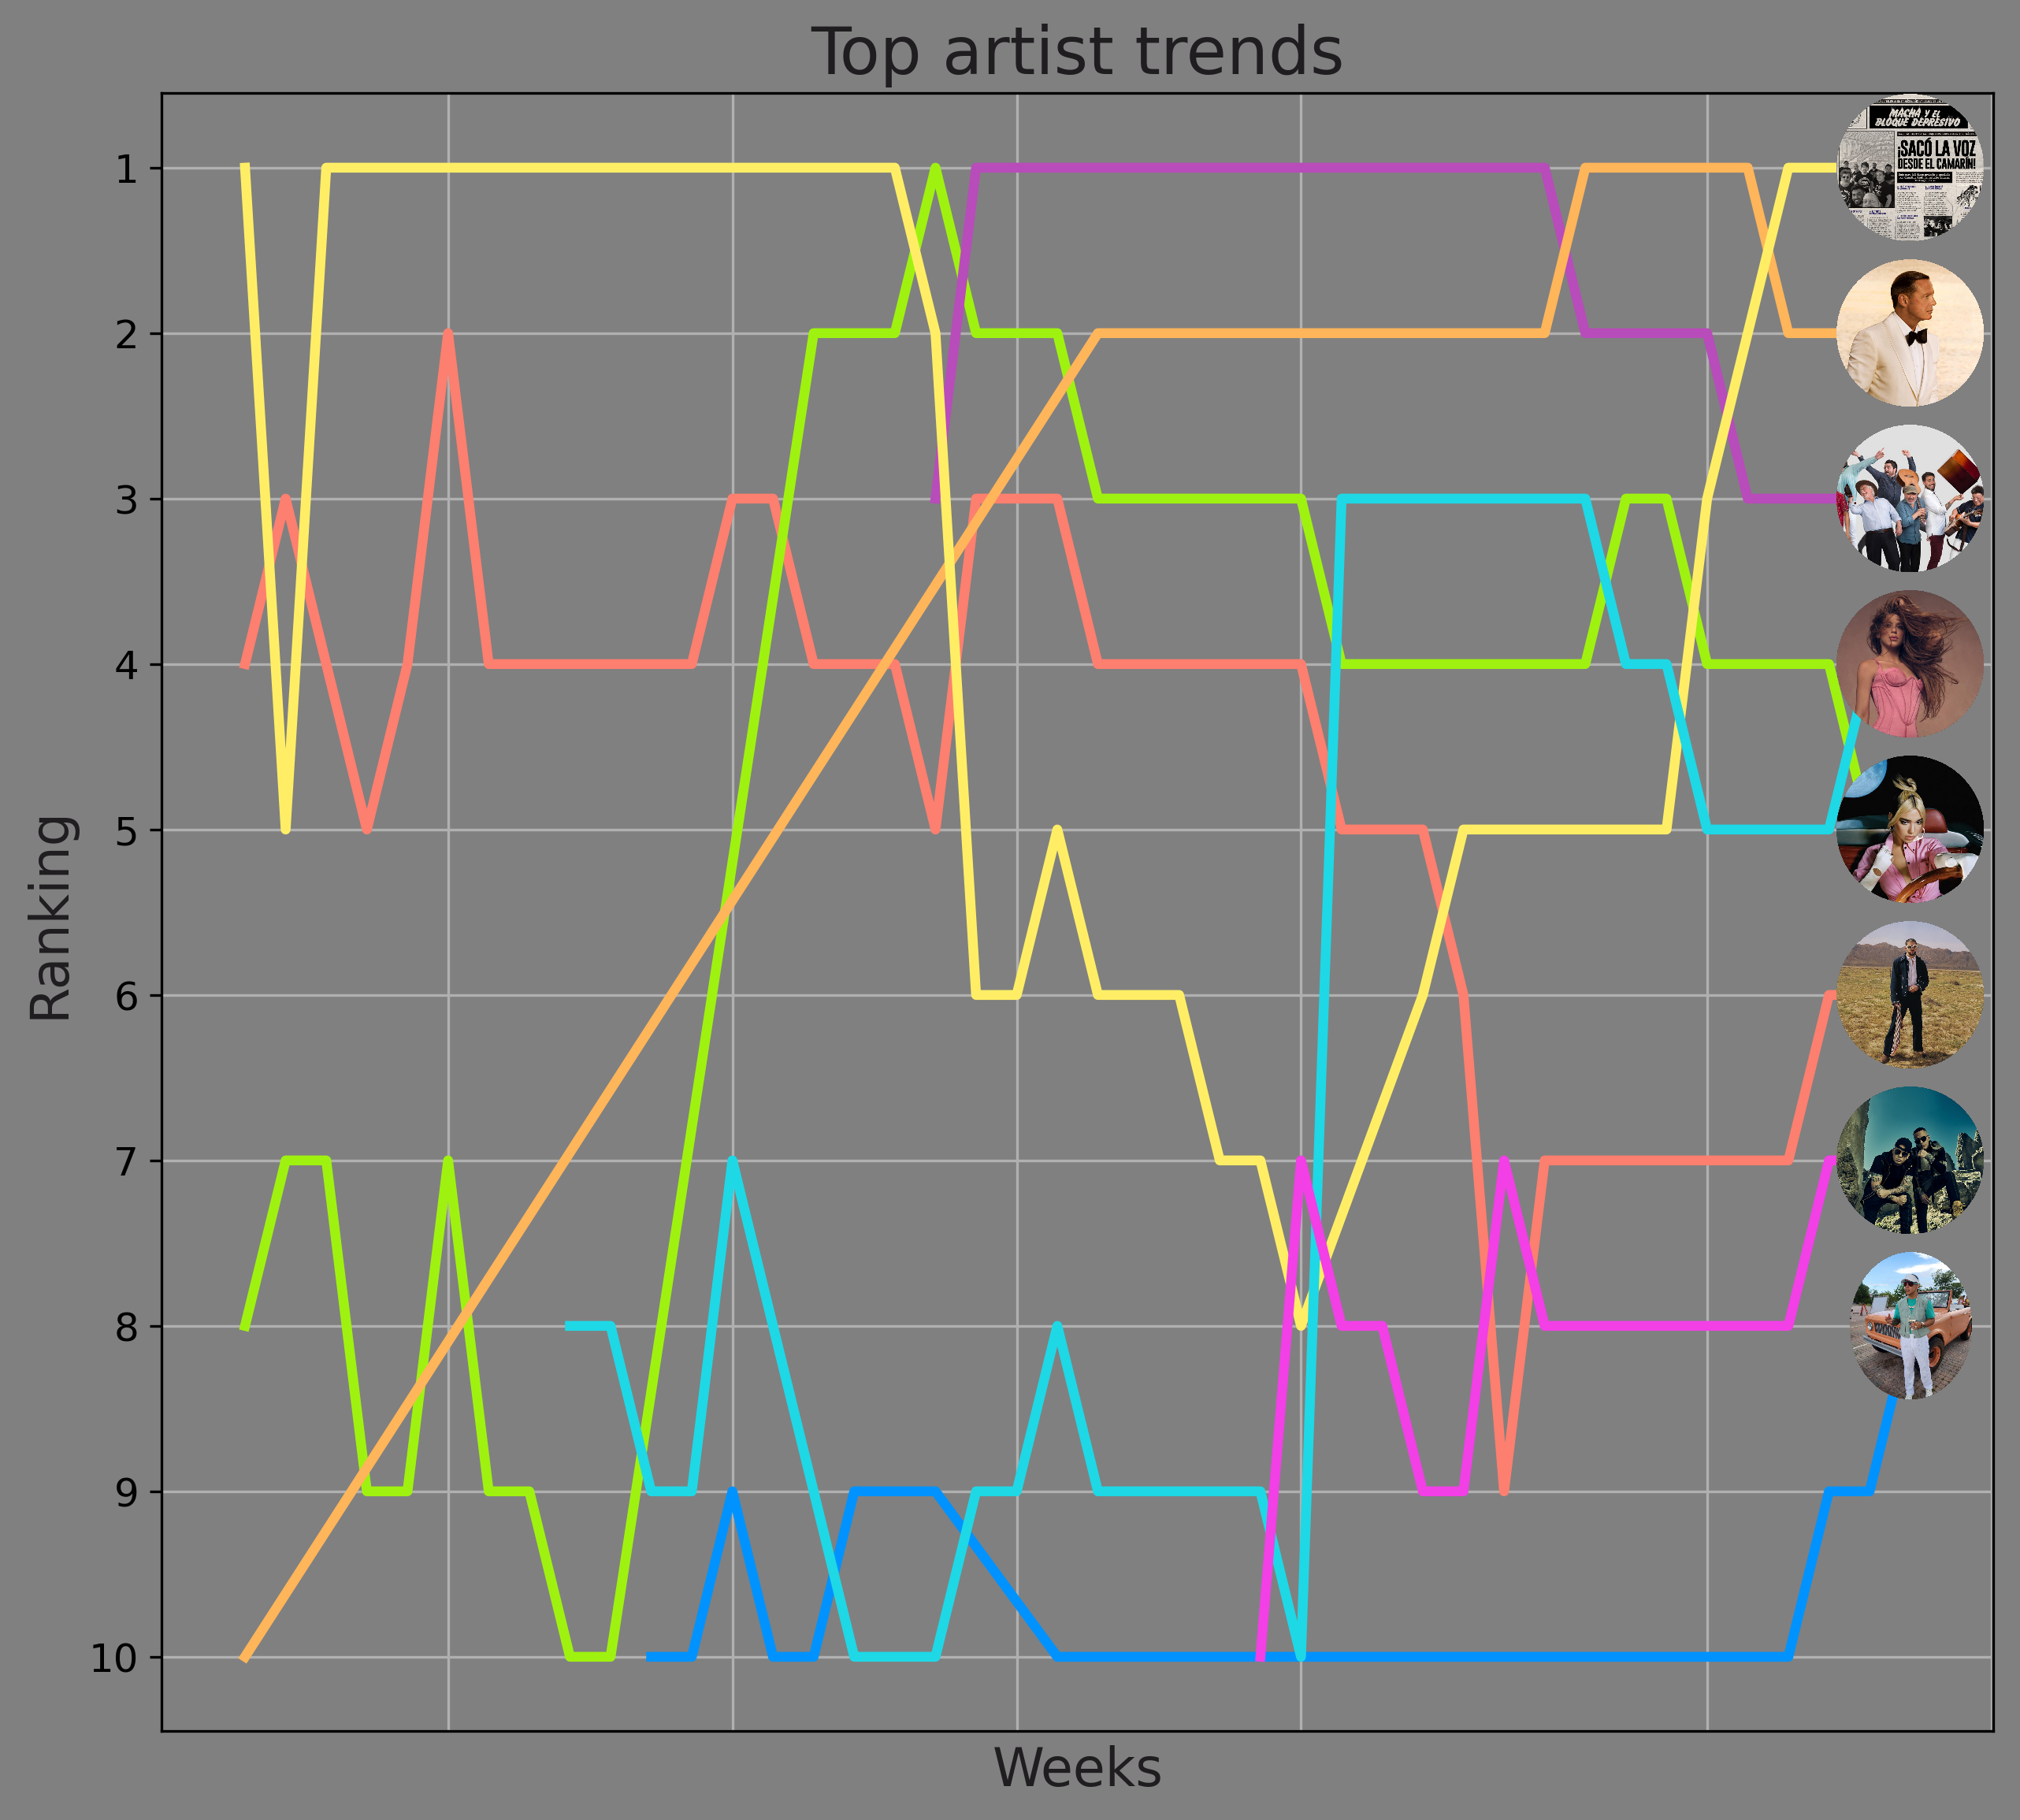 Top artist trends
Ranking
1
2
3
4
5
6
7
8
9
10
MACHA Y EL
BLOQUE DEPRESIVO
¡SACÓ LA VOZ
DESDE EL CAMARÍN!
Weeks